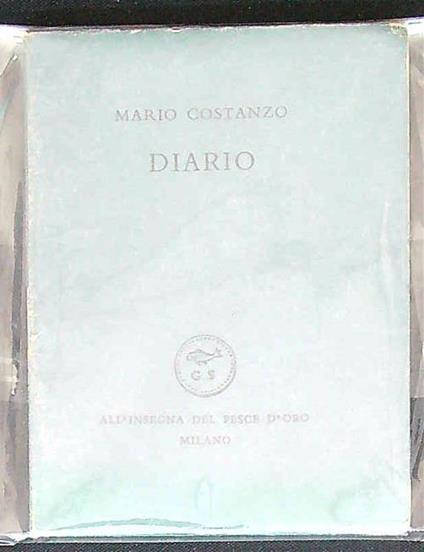 MARIO COSTANZO
DIARIO
G S
ALL'INSEGNA DEL PESCE D'ORO
MILANO